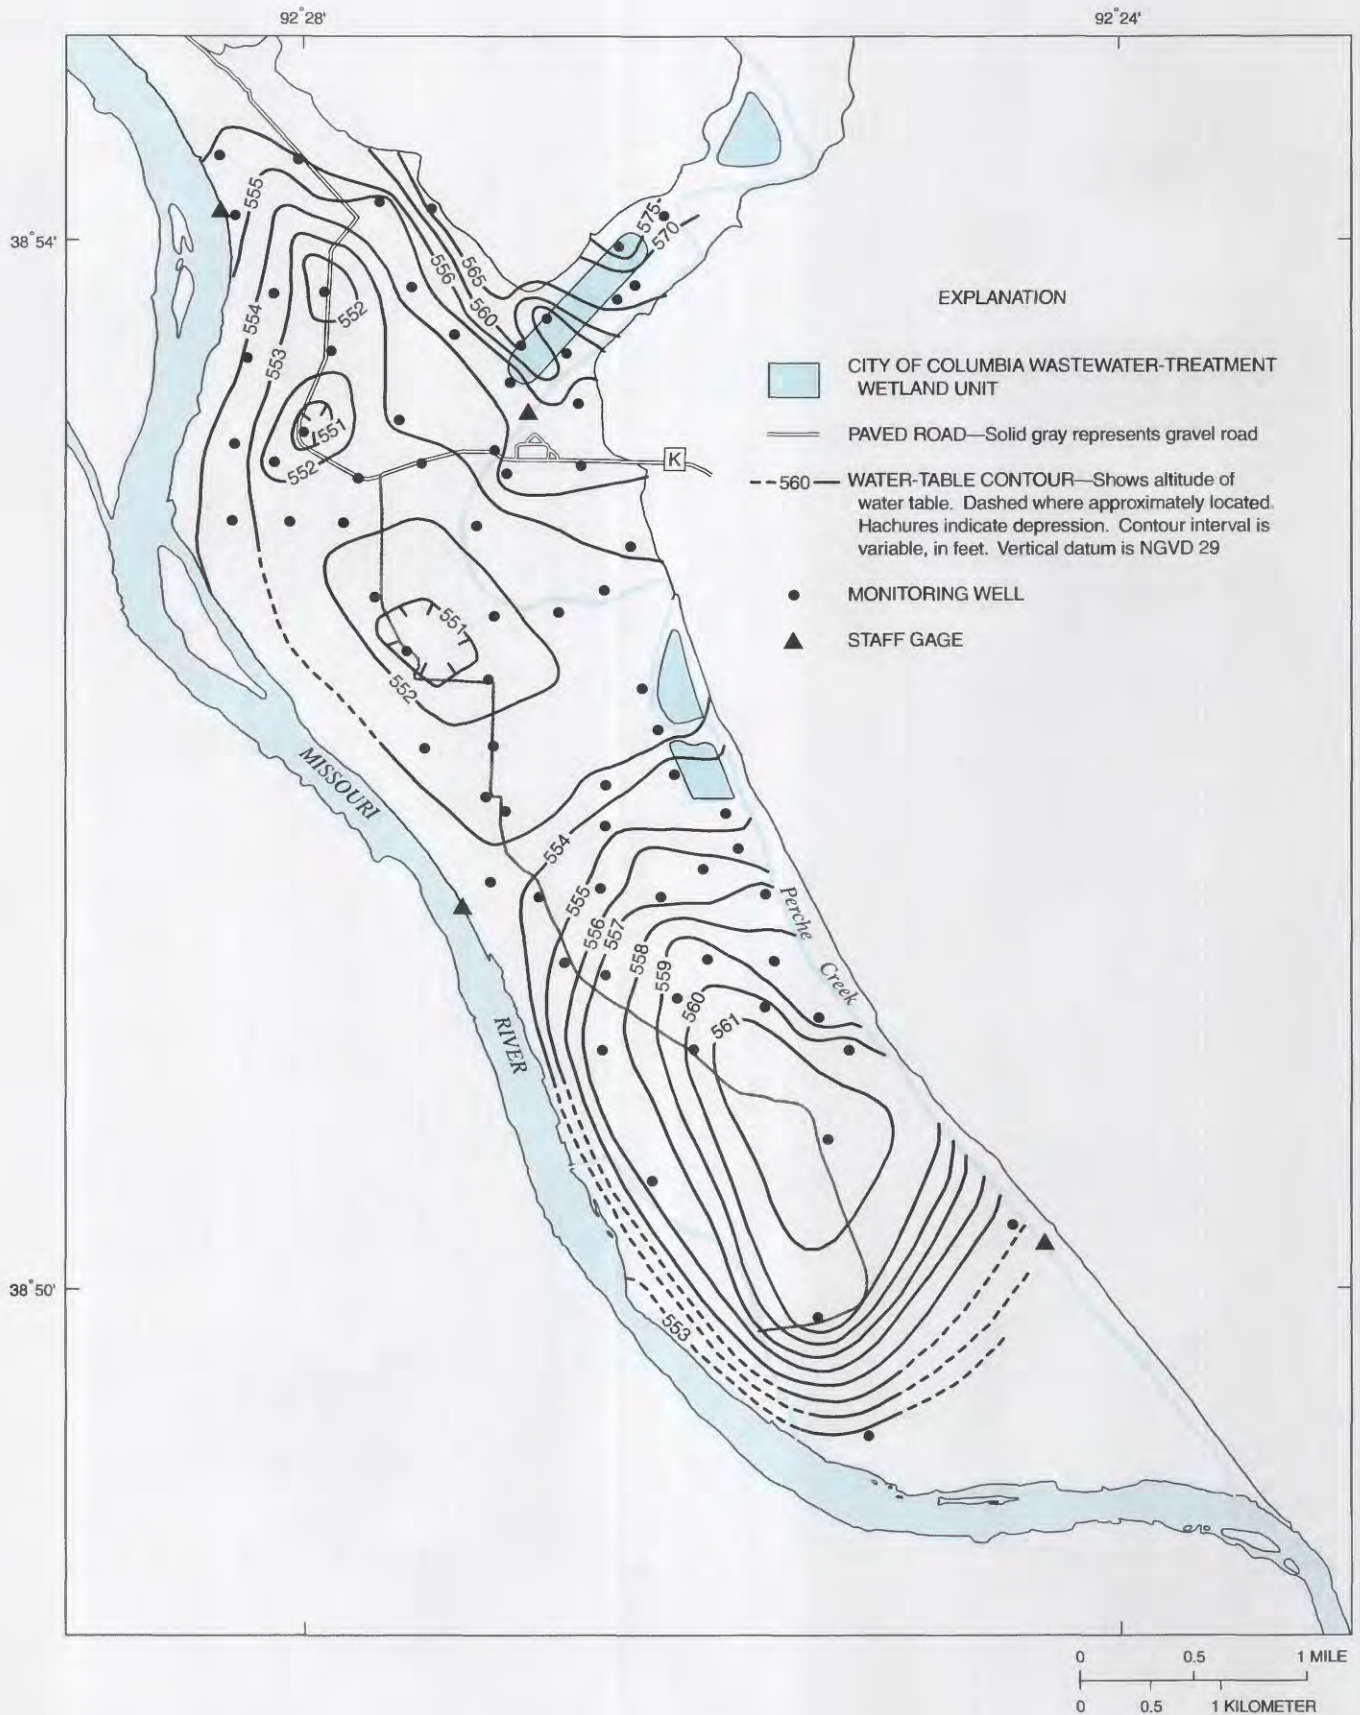 92°28'
92°24'
38°54'
38°50'
555
556
565
560
575
570
554
553
552
551
552
551
552
554
555
556
557
558
559
560
561
553
K
MISSOURI
RIVER
Perche
Creek
EXPLANATION
CITY OF COLUMBIA WASTEWATER-TREATMENT
WETLAND UNIT
PAVED ROAD—Solid gray represents gravel road
560
WATER-TABLE CONTOUR—Shows altitude of
water table. Dashed where approximately located.
Hachures indicate depression. Contour interval is
variable, in feet. Vertical datum is NGVD 29
MONITORING WELL
STAFF GAGE
0 0.5 1 MILE
0 0.5 1 KILOMETER